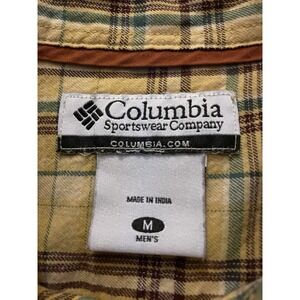 Columbia
Sportswear Company
COLUMBIA.COM
MADE IN INDIA
M
MEN'S